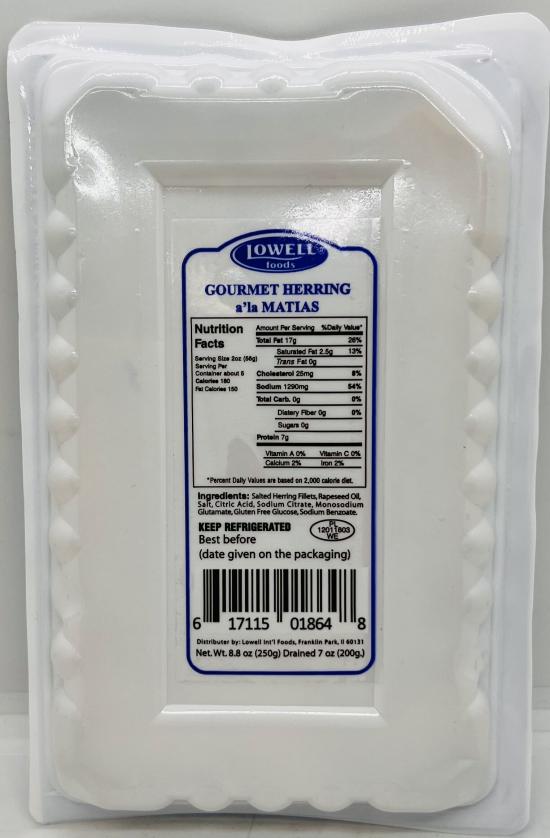 LOWELL®
foods
GOURMET HERRING
a'la MATIAS
Nutrition
Facts
Serving Size 2oz (56g)
Serving Per
Container about 5
Calories 180
Fat Calories 150
Amount Per Serving %Daily Value*
Total Fat 17g 26%
Saturated Fat 2.5g 13%
Trans Fat 0g
Cholesterol 25mg 8%
Sodium 1290mg 54%
Total Carb. 0g 0%
Dietary Fiber 0g 0%
Sugars 0g
Protein 7g
Vitamin A 0% Vitamin C 0%
Calcium 2% Iron 2%
*Percent Daily Values are based on 2,000 calorie diet.
Ingredients: Salted Herring Fillets, Rapeseed Oil,
Salt, Citric Acid, Sodium Citrate, Monosodium
Glutamate, Gluten Free Glucose, Sodium Benzoate.
KEEP REFRIGERATED
Best before
(date given on the packaging)
PL
12011603
WE
6 17115 01864 8
Distributer by: Lowell Int'l Foods, Franklin Park, Il 60131
Net. Wt. 8.8 oz (250g) Drained 7 oz (200g.)